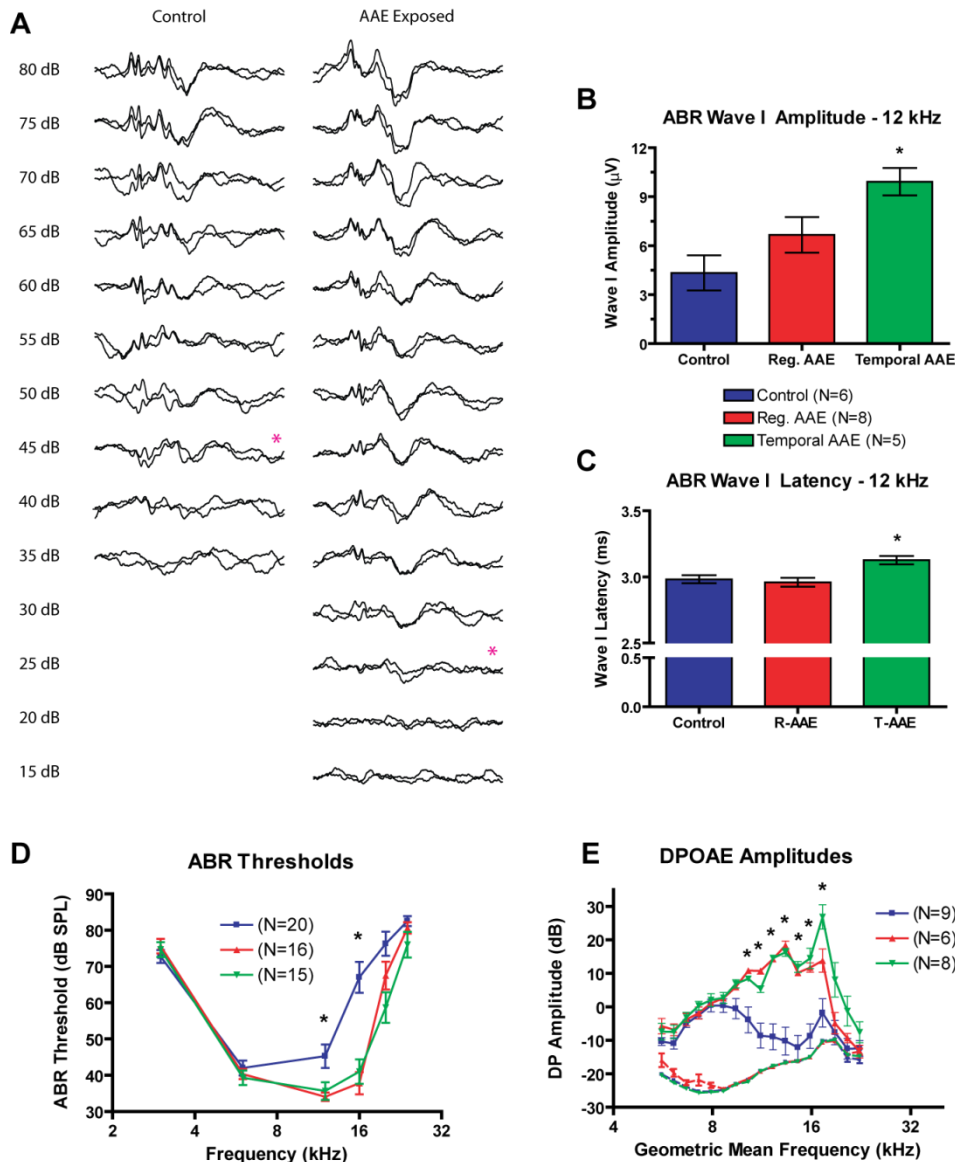 A
Control
AAE Exposed
80 dB
75 dB
70 dB
65 dB
60 dB
55 dB
50 dB
45 dB
*
40 dB
35 dB
30 dB
25 dB
*
20 dB
15 dB
B
ABR Wave I Amplitude - 12 kHz
Wave I Amplitude (µV)
12
9
6
3
0
*
Control
Reg. AAE
Temporal AAE
Control (N=6)
Reg. AAE (N=8)
Temporal AAE (N=5)
C
ABR Wave I Latency - 12 kHz
Wave I Latency (ms)
3.5
3.0
2.5
0.5
0.0
*
Control
R-AAE
T-AAE
D
ABR Thresholds
ABR Threshold (dB SPL)
90
80
70
60
50
40
30
(N=20)
(N=16)
(N=15)
*
*
2
4
8
16
32
Frequency (kHz)
E
DPOAE Amplitudes
DP Amplitude (dB)
30
20
10
0
-10
-20
-30
* * * * * * *
(N=9)
(N=6)
(N=8)
4
8
16
32
Geometric Mean Frequency (kHz)